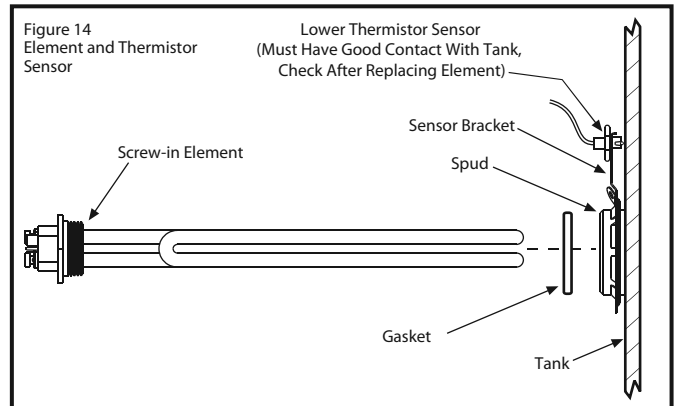 Figure 14
Element and Thermistor
Sensor
Lower Thermistor Sensor
(Must Have Good Contact With Tank,
Check After Replacing Element)
Sensor Bracket
Spud
Screw-in Element
Gasket
Tank